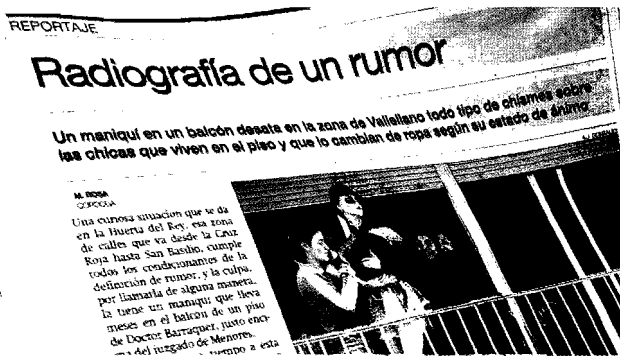 REPORTAJE
Radiografía de un rumor
Un maniquí en un balcón desata en la zona de Vallellano todo tipo de chismes sobre
las chicas que viven en el piso y que lo cambian de ropa según su estado de ánimo
M. ROSA
CÓRDOBA
Una curiosa situación que se da
en la Huerta del Rey, esa zona
de calles que va desde la Cruz
Roja hasta San Basilio, cumple
todos los condicionantes de la
definición de rumor, y la culpa,
por llamarla de alguna manera,
la tiene un maniquí que lleva
meses en el balcón de un piso
de Doctor Barraquer, justo enci-
del juzgado de Menores.
tiempo a esta